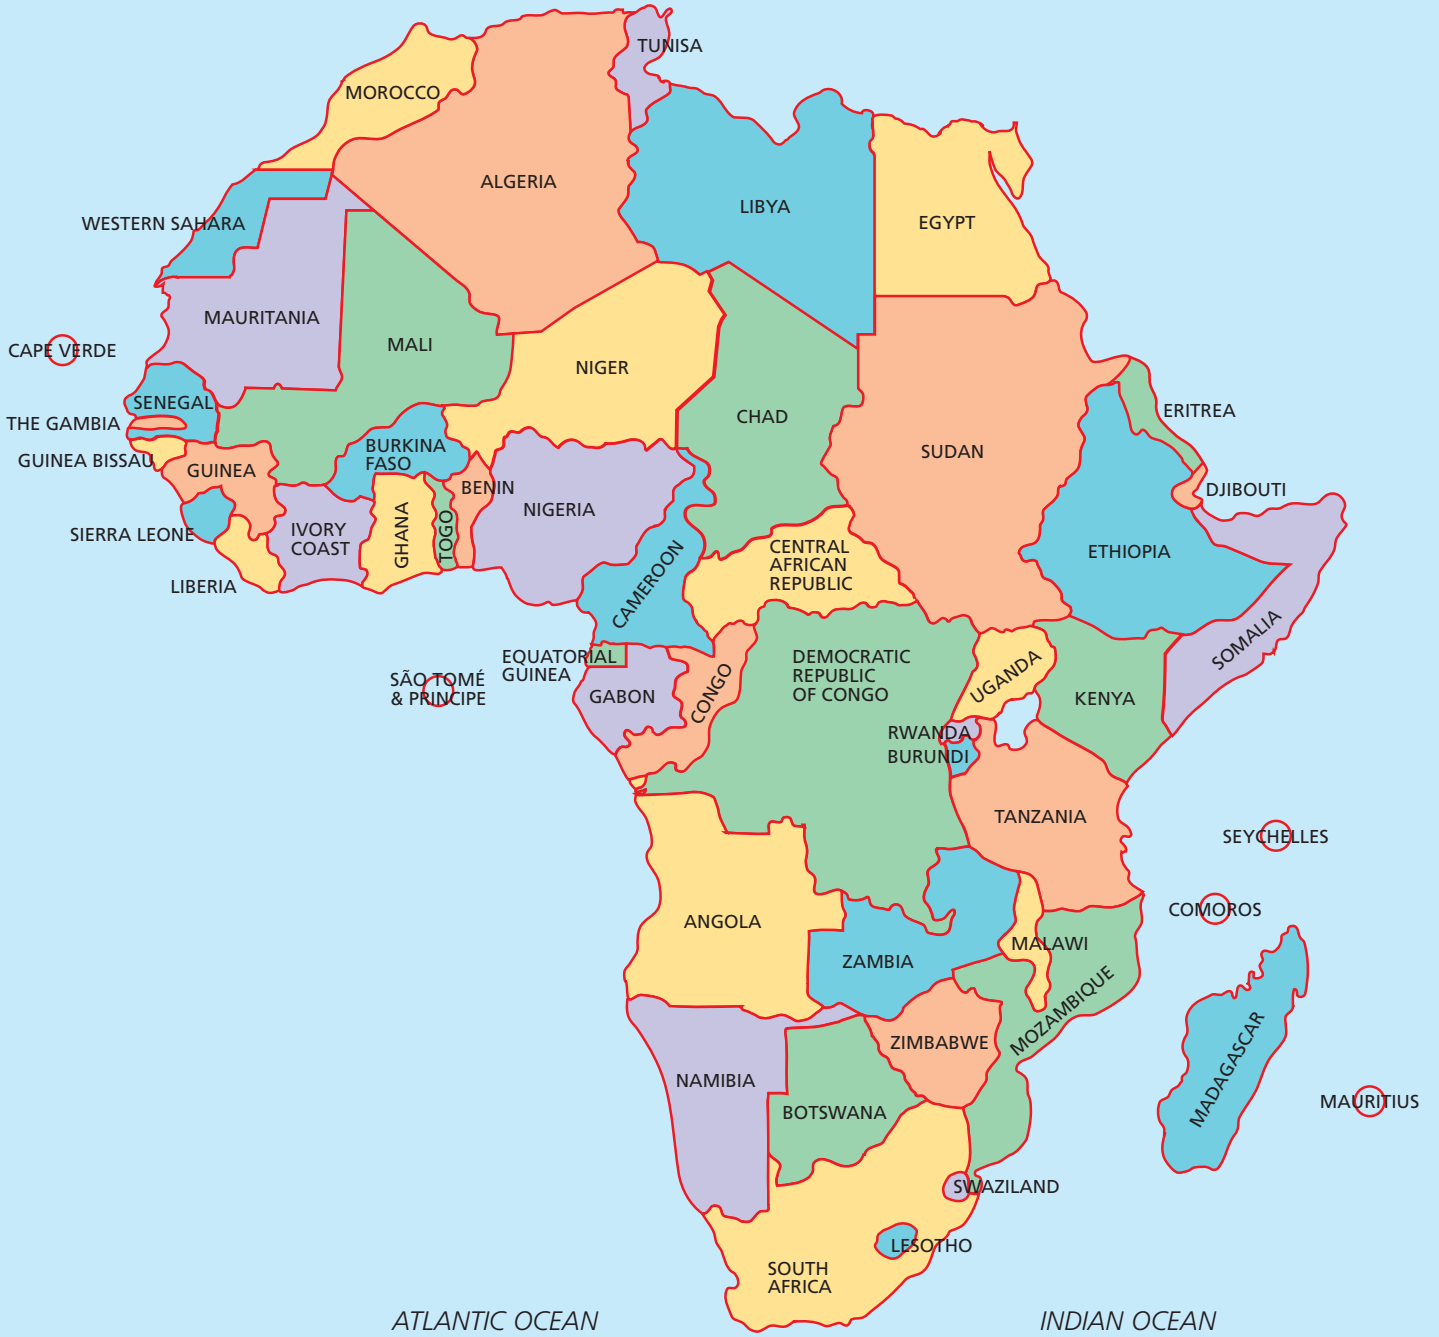 TUNISA
MOROCCO
ALGERIA
LIBYA
EGYPT
WESTERN SAHARA
MAURITANIA
MALI
NIGER
CAPE VERDE
CHAD
SUDAN
ERITREA
SENEGAL
THE GAMBIA
GUINEA BISSAU
GUINEA
BURKINA
FASO
BENIN
NIGERIA
DJIBOUTI
SIERRA LEONE
IVORY
COAST
GHANA
TOGO
LIBERIA
CAMEROON
CENTRAL
AFRICAN
REPUBLIC
ETHIOPIA
SOMALIA
EQUATORIAL
GUINEA
SÃO TOMÉ
& PRINCIPE
GABON
CONGO
DEMOCRATIC
REPUBLIC
OF CONGO
UGANDA
KENYA
RWANDA
BURUNDI
TANZANIA
SEYCHELLES
COMOROS
ANGOLA
ZAMBIA
MALAWI
MOZAMBIQUE
ZIMBABWE
MADAGASCAR
MAURITIUS
NAMIBIA
BOTSWANA
SWAZILAND
LESOTHO
SOUTH
AFRICA
ATLANTIC OCEAN
INDIAN OCEAN